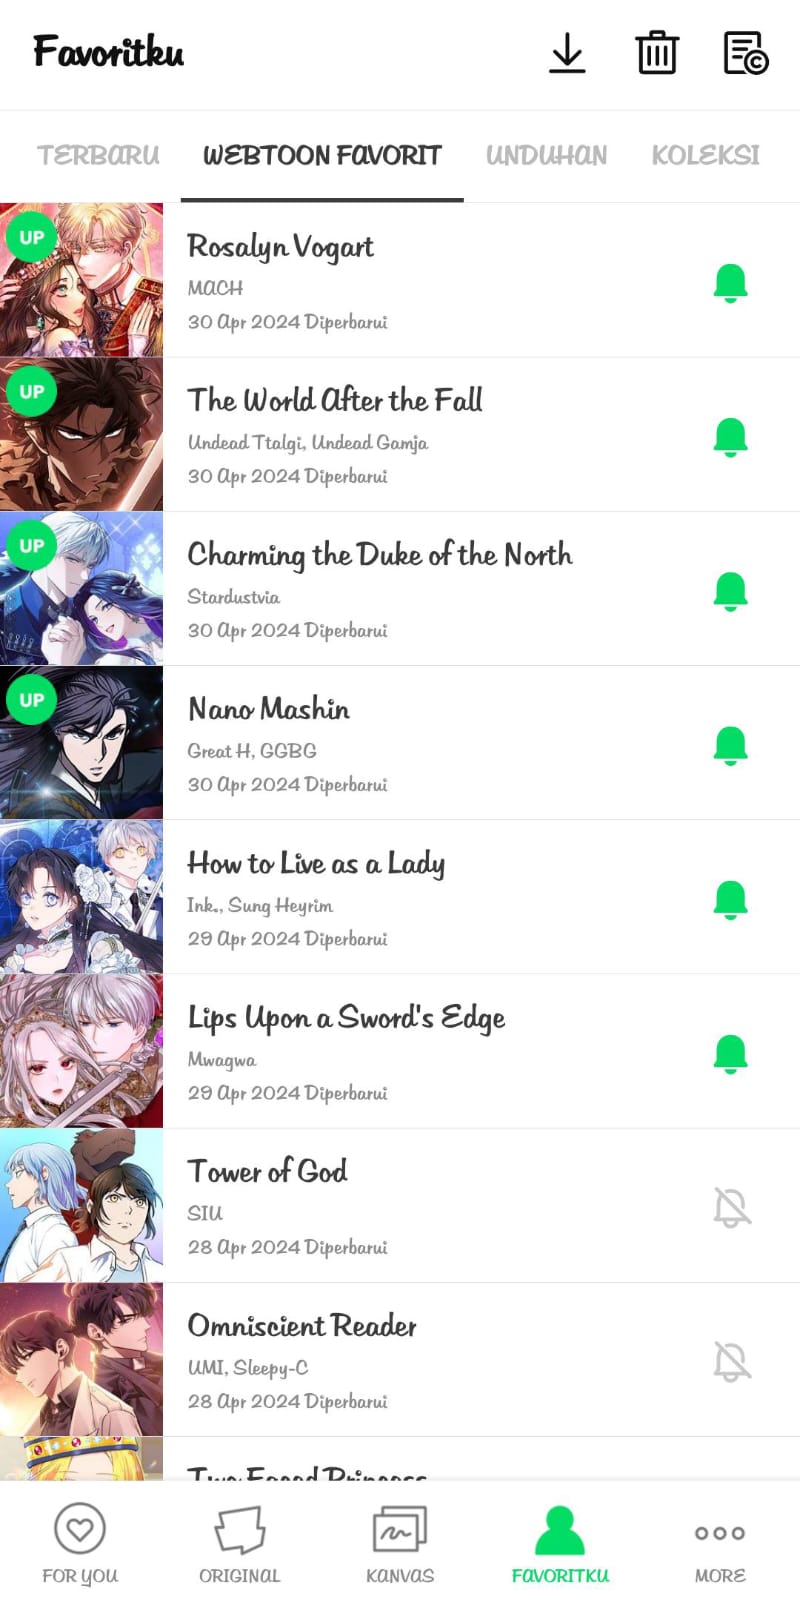 Favoritku
TERBARU WEBTOON FAVORIT UNDUHAN KOLEKSI
UP
Rosalyn Vogart
MACH
30 Apr 2024 Diperbarui
UP
The World After the Fall
Undead Ttalgi, Undead Gamja
30 Apr 2024 Diperbarui
UP
Charming the Duke of the North
Stardustvia
30 Apr 2024 Diperbarui
UP
Nano Mashin
Great H, GGBG
30 Apr 2024 Diperbarui
How to Live as a Lady
Ink., Sung Heyrim
29 Apr 2024 Diperbarui
Lips Upon a Sword's Edge
Mwagwa
29 Apr 2024 Diperbarui
Tower of God
SIU
28 Apr 2024 Diperbarui
Omniscient Reader
UMI, Sleepy-C
28 Apr 2024 Diperbarui
Two Faced Princess
FOR YOU ORIGINAL KANVAS FAVORITKU MORE